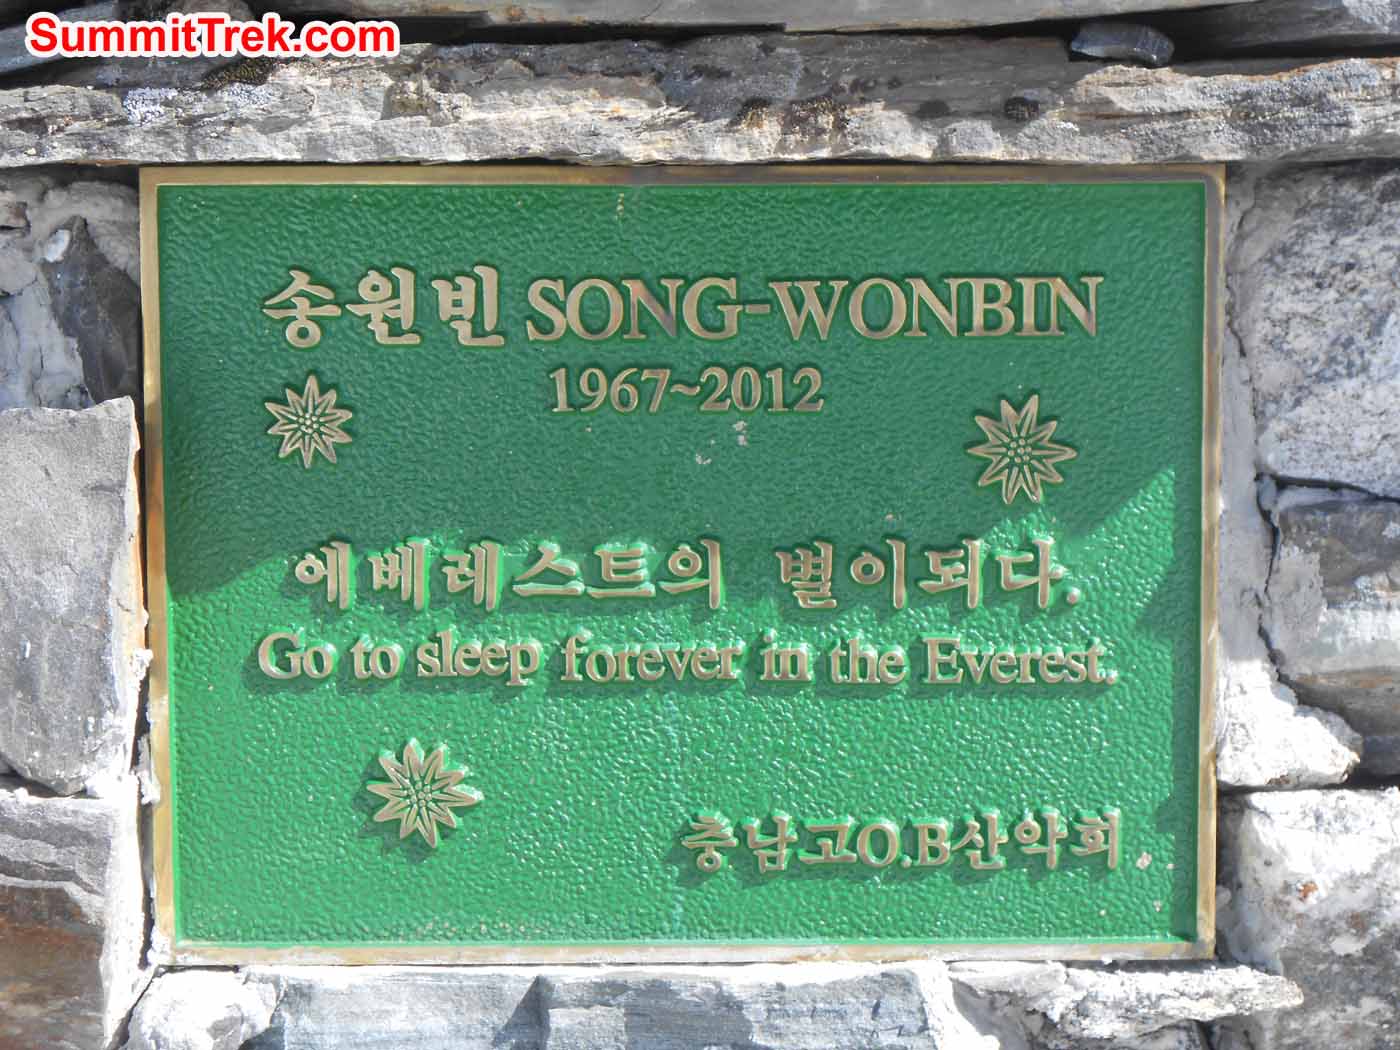 SummitTrek.com
송원빈 SONG-WONBIN
1967~2012
에베레스트의 별이되다.
Go to sleep forever in the Everest.
충남고O.B산악회